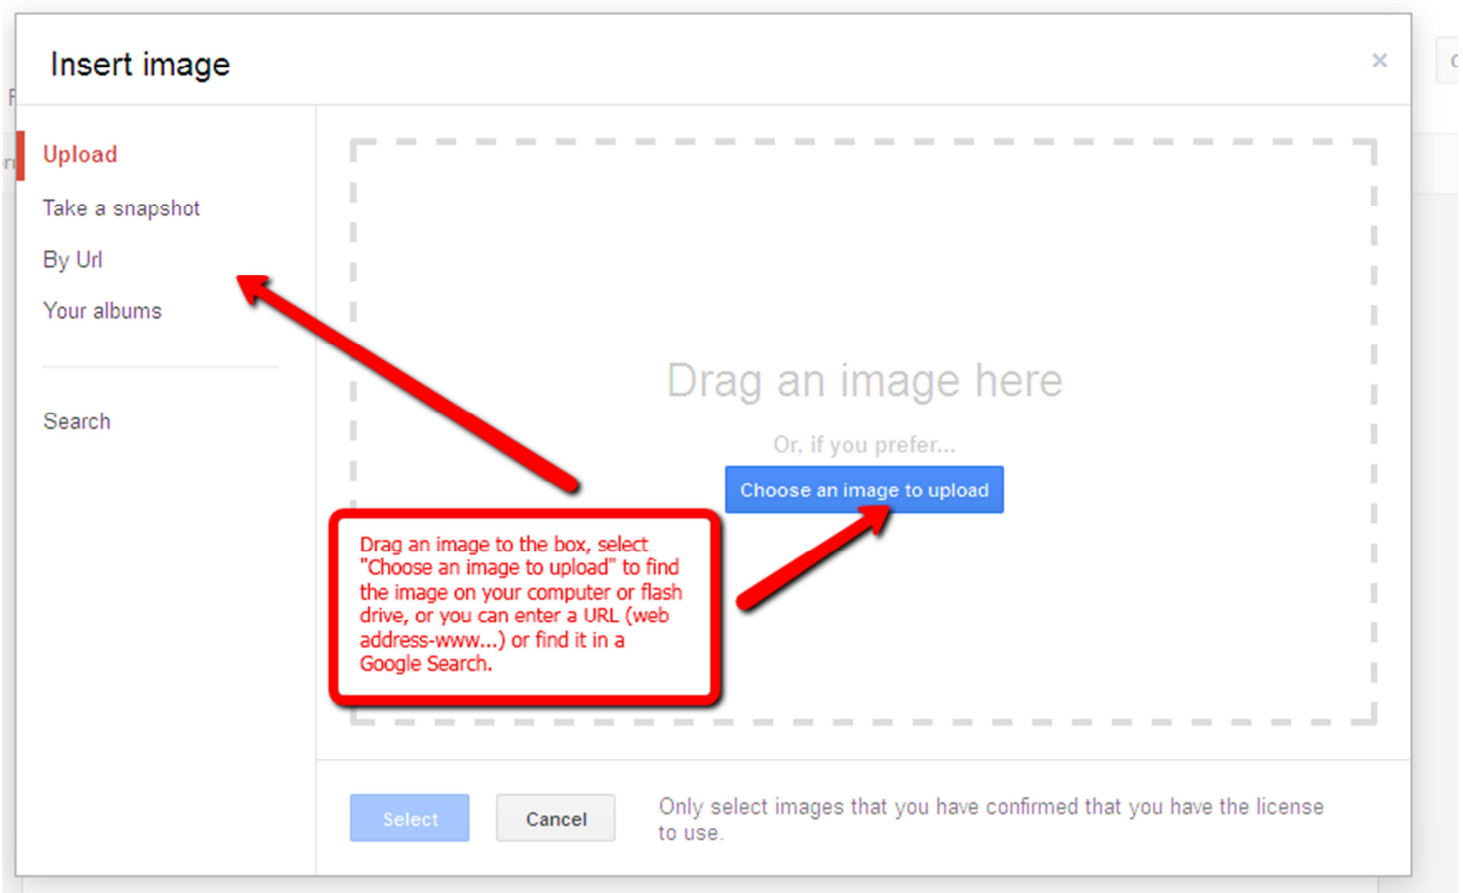 Insert image
×
Upload
Take a snapshot
By Url
Your albums
Search
Drag an image here
Or, if you prefer...
Choose an image to upload
Drag an image to the box, select
"Choose an image to upload" to find
the image on your computer or flash
drive, or you can enter a URL (web
address-www...) or find it in a
Google Search.
Select
Cancel
Only select images that you have confirmed that you have the license
to use.